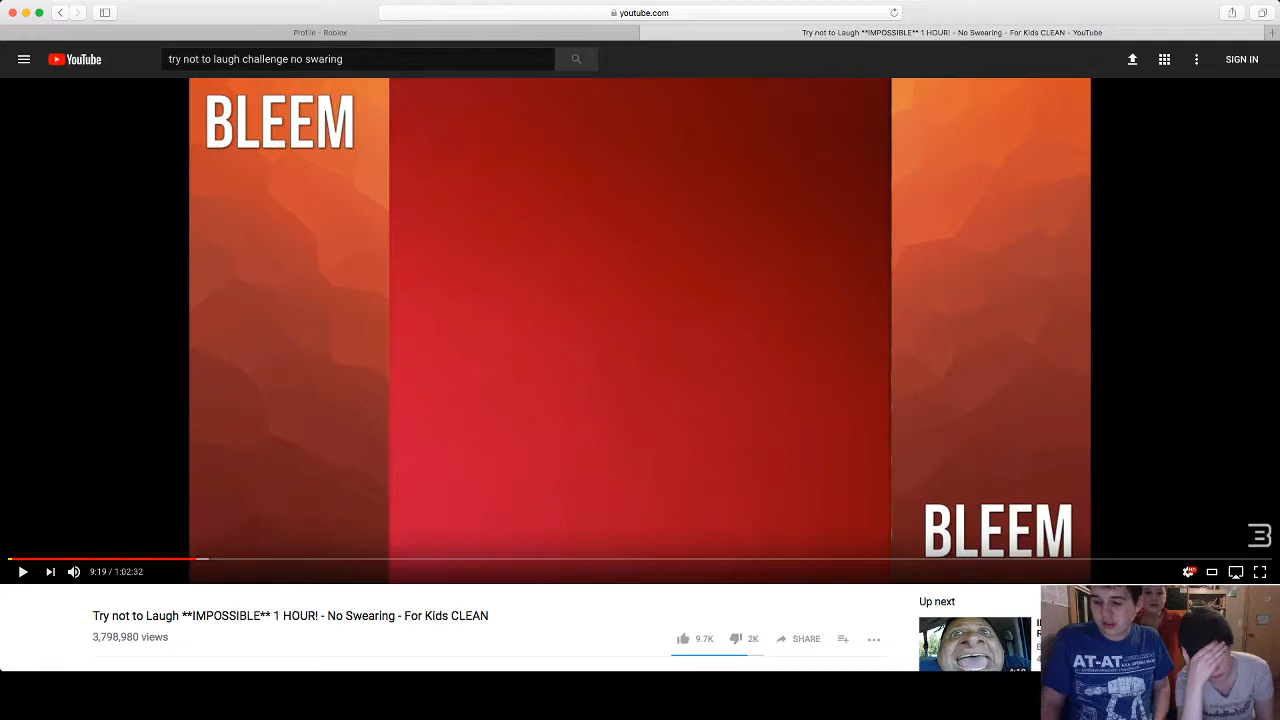 youtube.com
Profile - Roblox
Try not to Laugh **IMPOSSIBLE** 1 HOUR! - No Swearing - For Kids CLEAN - YouTube
YouTube
try not to laugh challenge no swaring
SIGN IN
BLEEM
BLEEM
9:19 / 1:02:32
HD
Try not to Laugh **IMPOSSIBLE** 1 HOUR! - No Swearing - For Kids CLEAN
3,798,980 views
9.7K
2K
SHARE
Up next
AT-AT